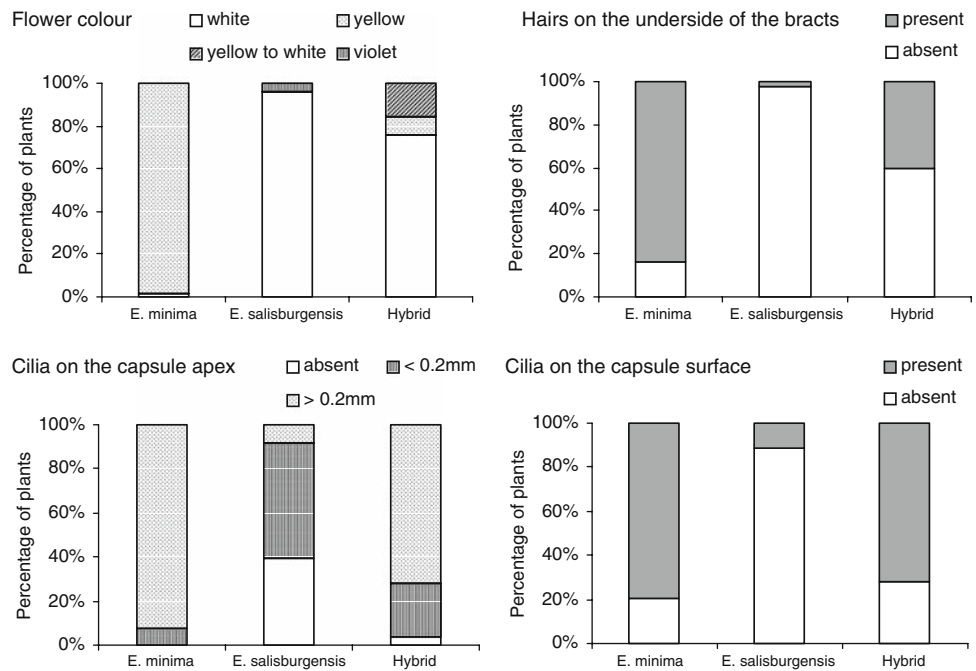 Flower colour
white yellow
yellow to white violet
Percentage of plants
100%
80%
60%
40%
20%
0%
E. minima E. salisburgensis Hybrid
Hairs on the underside of the bracts
present
absent
Percentage of plants
100%
80%
60%
40%
20%
0%
E. minima E. salisburgensis Hybrid
Cilia on the capsule apex
absent < 0.2mm
> 0.2mm
Percentage of plants
100%
80%
60%
40%
20%
0%
E. minima E. salisburgensis Hybrid
Cilia on the capsule surface
present
absent
Percentage of plants
100%
80%
60%
40%
20%
0%
E. minima E. salisburgensis Hybrid